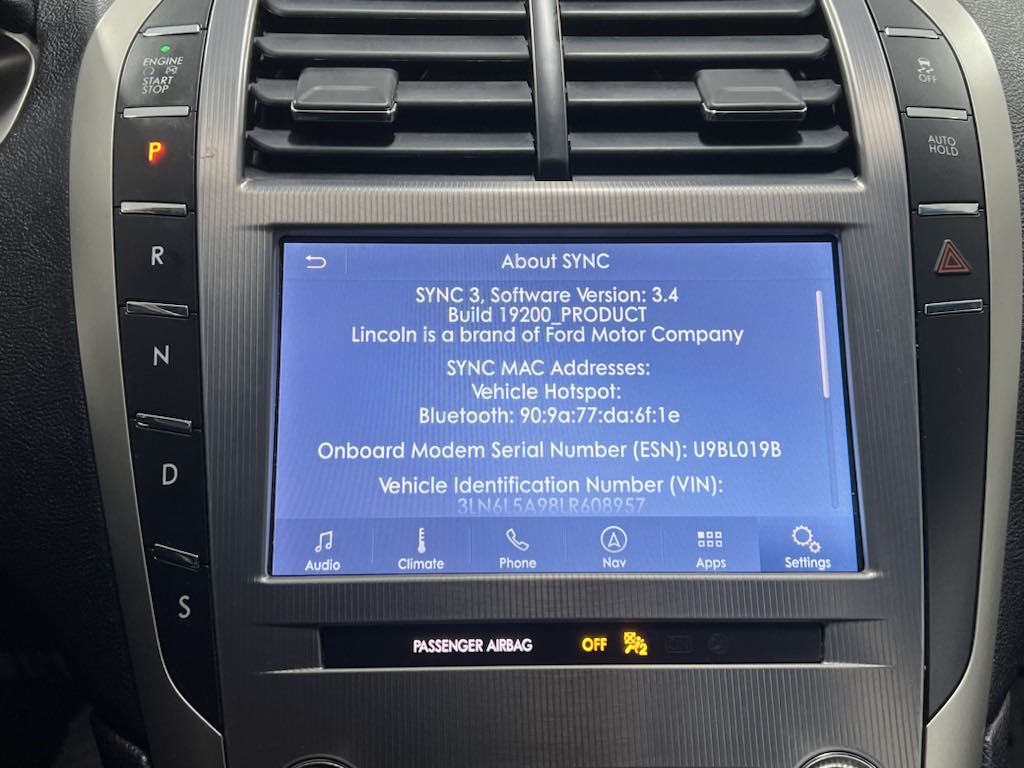 ENGINE
START
STOP
P
R
N
D
S
OFF
AUTO
HOLD
About SYNC
SYNC 3, Software Version: 3.4
Build 19200_PRODUCT
Lincoln is a brand of Ford Motor Company
SYNC MAC Addresses:
Vehicle Hotspot:
Bluetooth: 90:9a:77:da:6f:1e
Onboard Modem Serial Number (ESN): U9BL019B
Vehicle Identification Number (VIN):
3LN6L5A98LR608957
Audio
Climate
Phone
Nav
Apps
Settings
PASSENGER AIRBAG OFF 2